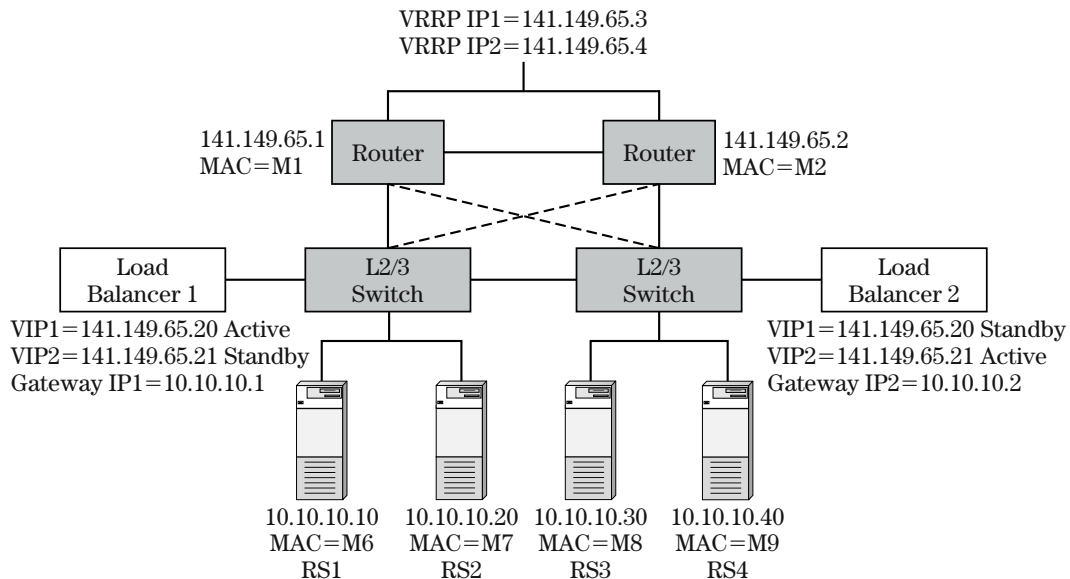 VRRP IP1=141.149.65.3
VRRP IP2=141.149.65.4
141.149.65.1
MAC=M1
Router
Router
141.149.65.2
MAC=M2
Load
Balancer 1
L2/3
Switch
L2/3
Switch
Load
Balancer 2
VIP1=141.149.65.20 Active
VIP2=141.149.65.21 Standby
Gateway IP1=10.10.10.1
VIP1=141.149.65.20 Standby
VIP2=141.149.65.21 Active
Gateway IP2=10.10.10.2
10.10.10.10
MAC=M6
RS1
10.10.10.20
MAC=M7
RS2
10.10.10.30
MAC=M8
RS3
10.10.10.40
MAC=M9
RS4